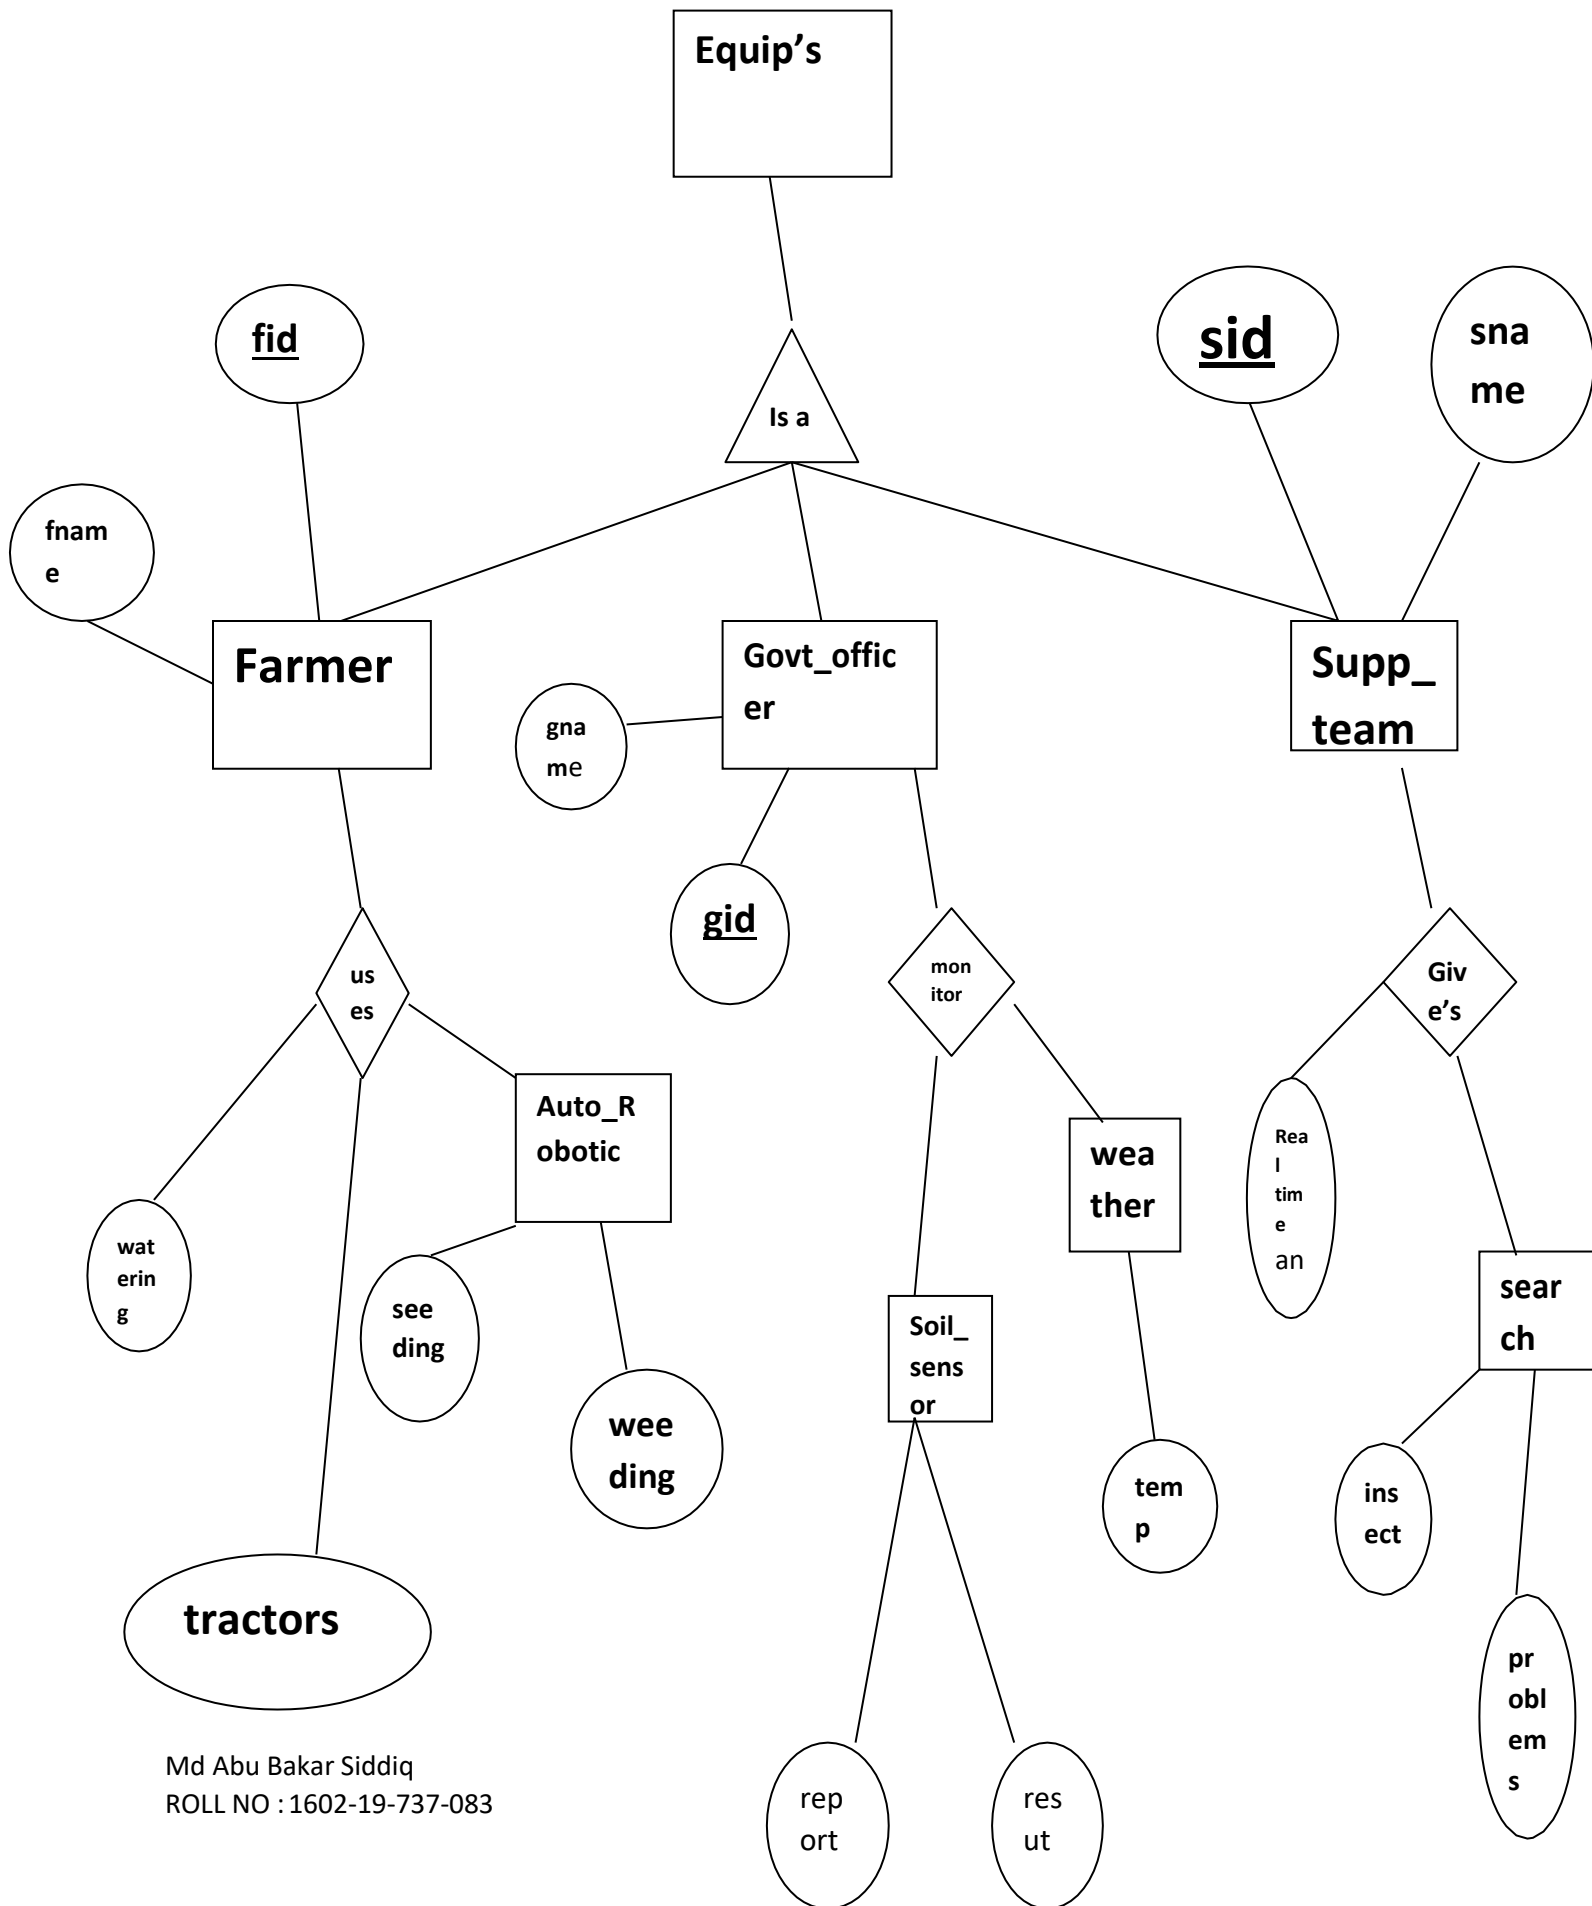 Equip’s
fid
sid
sna
me
Is a
fnam
e
Farmer
Govt_offic
er
Supp_
team
gna
me
gid
us
es
mon
itor
Giv
e’s
Auto_R
obotic
wea
ther
Rea
l
tim
e
an
wat
erin
g
see
ding
Soil_
sens
or
sear
ch
wee
ding
tem
p
ins
ect
tractors
pr
obl
em
s
Md Abu Bakar Siddiq
ROLL NO : 1602-19-737-083
rep
ort
res
ut